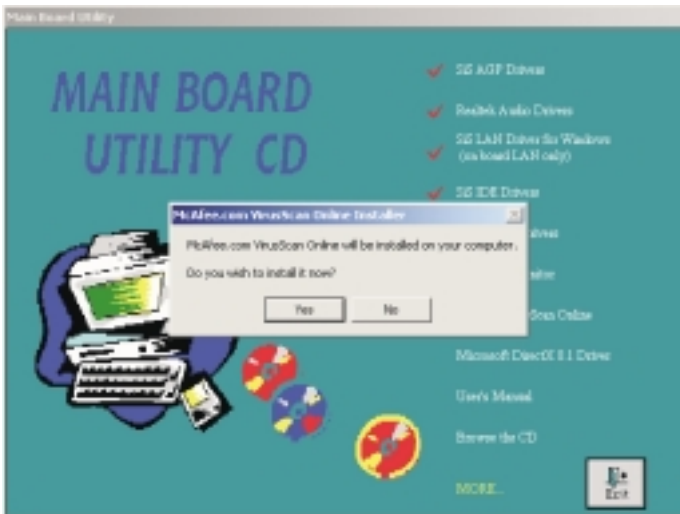 Main Board Utility
MAIN BOARD
UTILITY CD
SiS AGP Drivers
Realtek Audio Drivers
SiS LAN Driver for Windows
(on board LAN only)
SiS IDE Drivers
McAfee.com VirusScan Online Installer
McAfee.com VirusScan Online will be installed on your computer.
Do you wish to install it now?
Yes
No
Scan Online
Microsoft DirectX 8.1 Driver
User's Manual
Browse the CD
MORE...
Exit